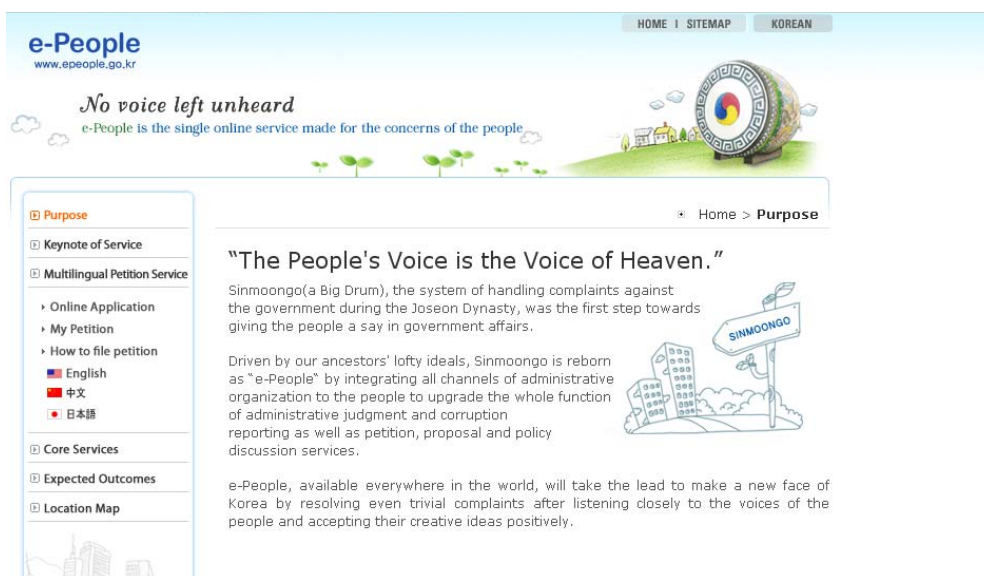 HOME | SITEMAP
KOREAN
e-People
www.epeople.go.kr
No voice left unheard
e-People is the single online service made for the concerns of the people
Purpose
Keynote of Service
Multilingual Petition Service
Online Application
My Petition
How to file petition
English
中文
日本語
Core Services
Expected Outcomes
Location Map
Home > Purpose
“The People's Voice is the Voice of Heaven.”
Sinmoongo(a Big Drum), the system of handling complaints against
the government during the Joseon Dynasty, was the first step towards
giving the people a say in government affairs.
SINMOONGO
Driven by our ancestors' lofty ideals, Sinmoongo is reborn
as “e-People“ by integrating all channels of administrative
organization to the people to upgrade the whole function
of administrative judgment and corruption
reporting as well as petition, proposal and policy
discussion services.
e-People, available everywhere in the world, will take the lead to make a new face of
Korea by resolving even trivial complaints after listening closely to the voices of the
people and accepting their creative ideas positively.